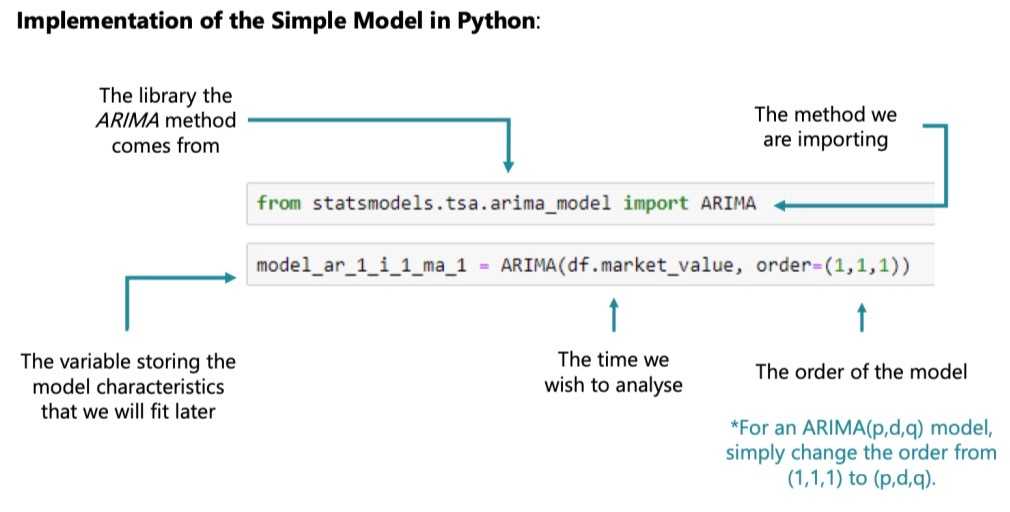 Implementation of the Simple Model in Python:
The library the
ARIMA method
comes from
The method we
are importing
from statsmodels.tsa.arima_model import ARIMA
model_ar_1_i_1_ma_1 = ARIMA(df.market_value, order=(1,1,1))
The variable storing the
model characteristics
that we will fit later
The time we
wish to analyse
The order of the model
*For an ARIMA(p,d,q) model,
simply change the order from
(1,1,1) to (p,d,q).